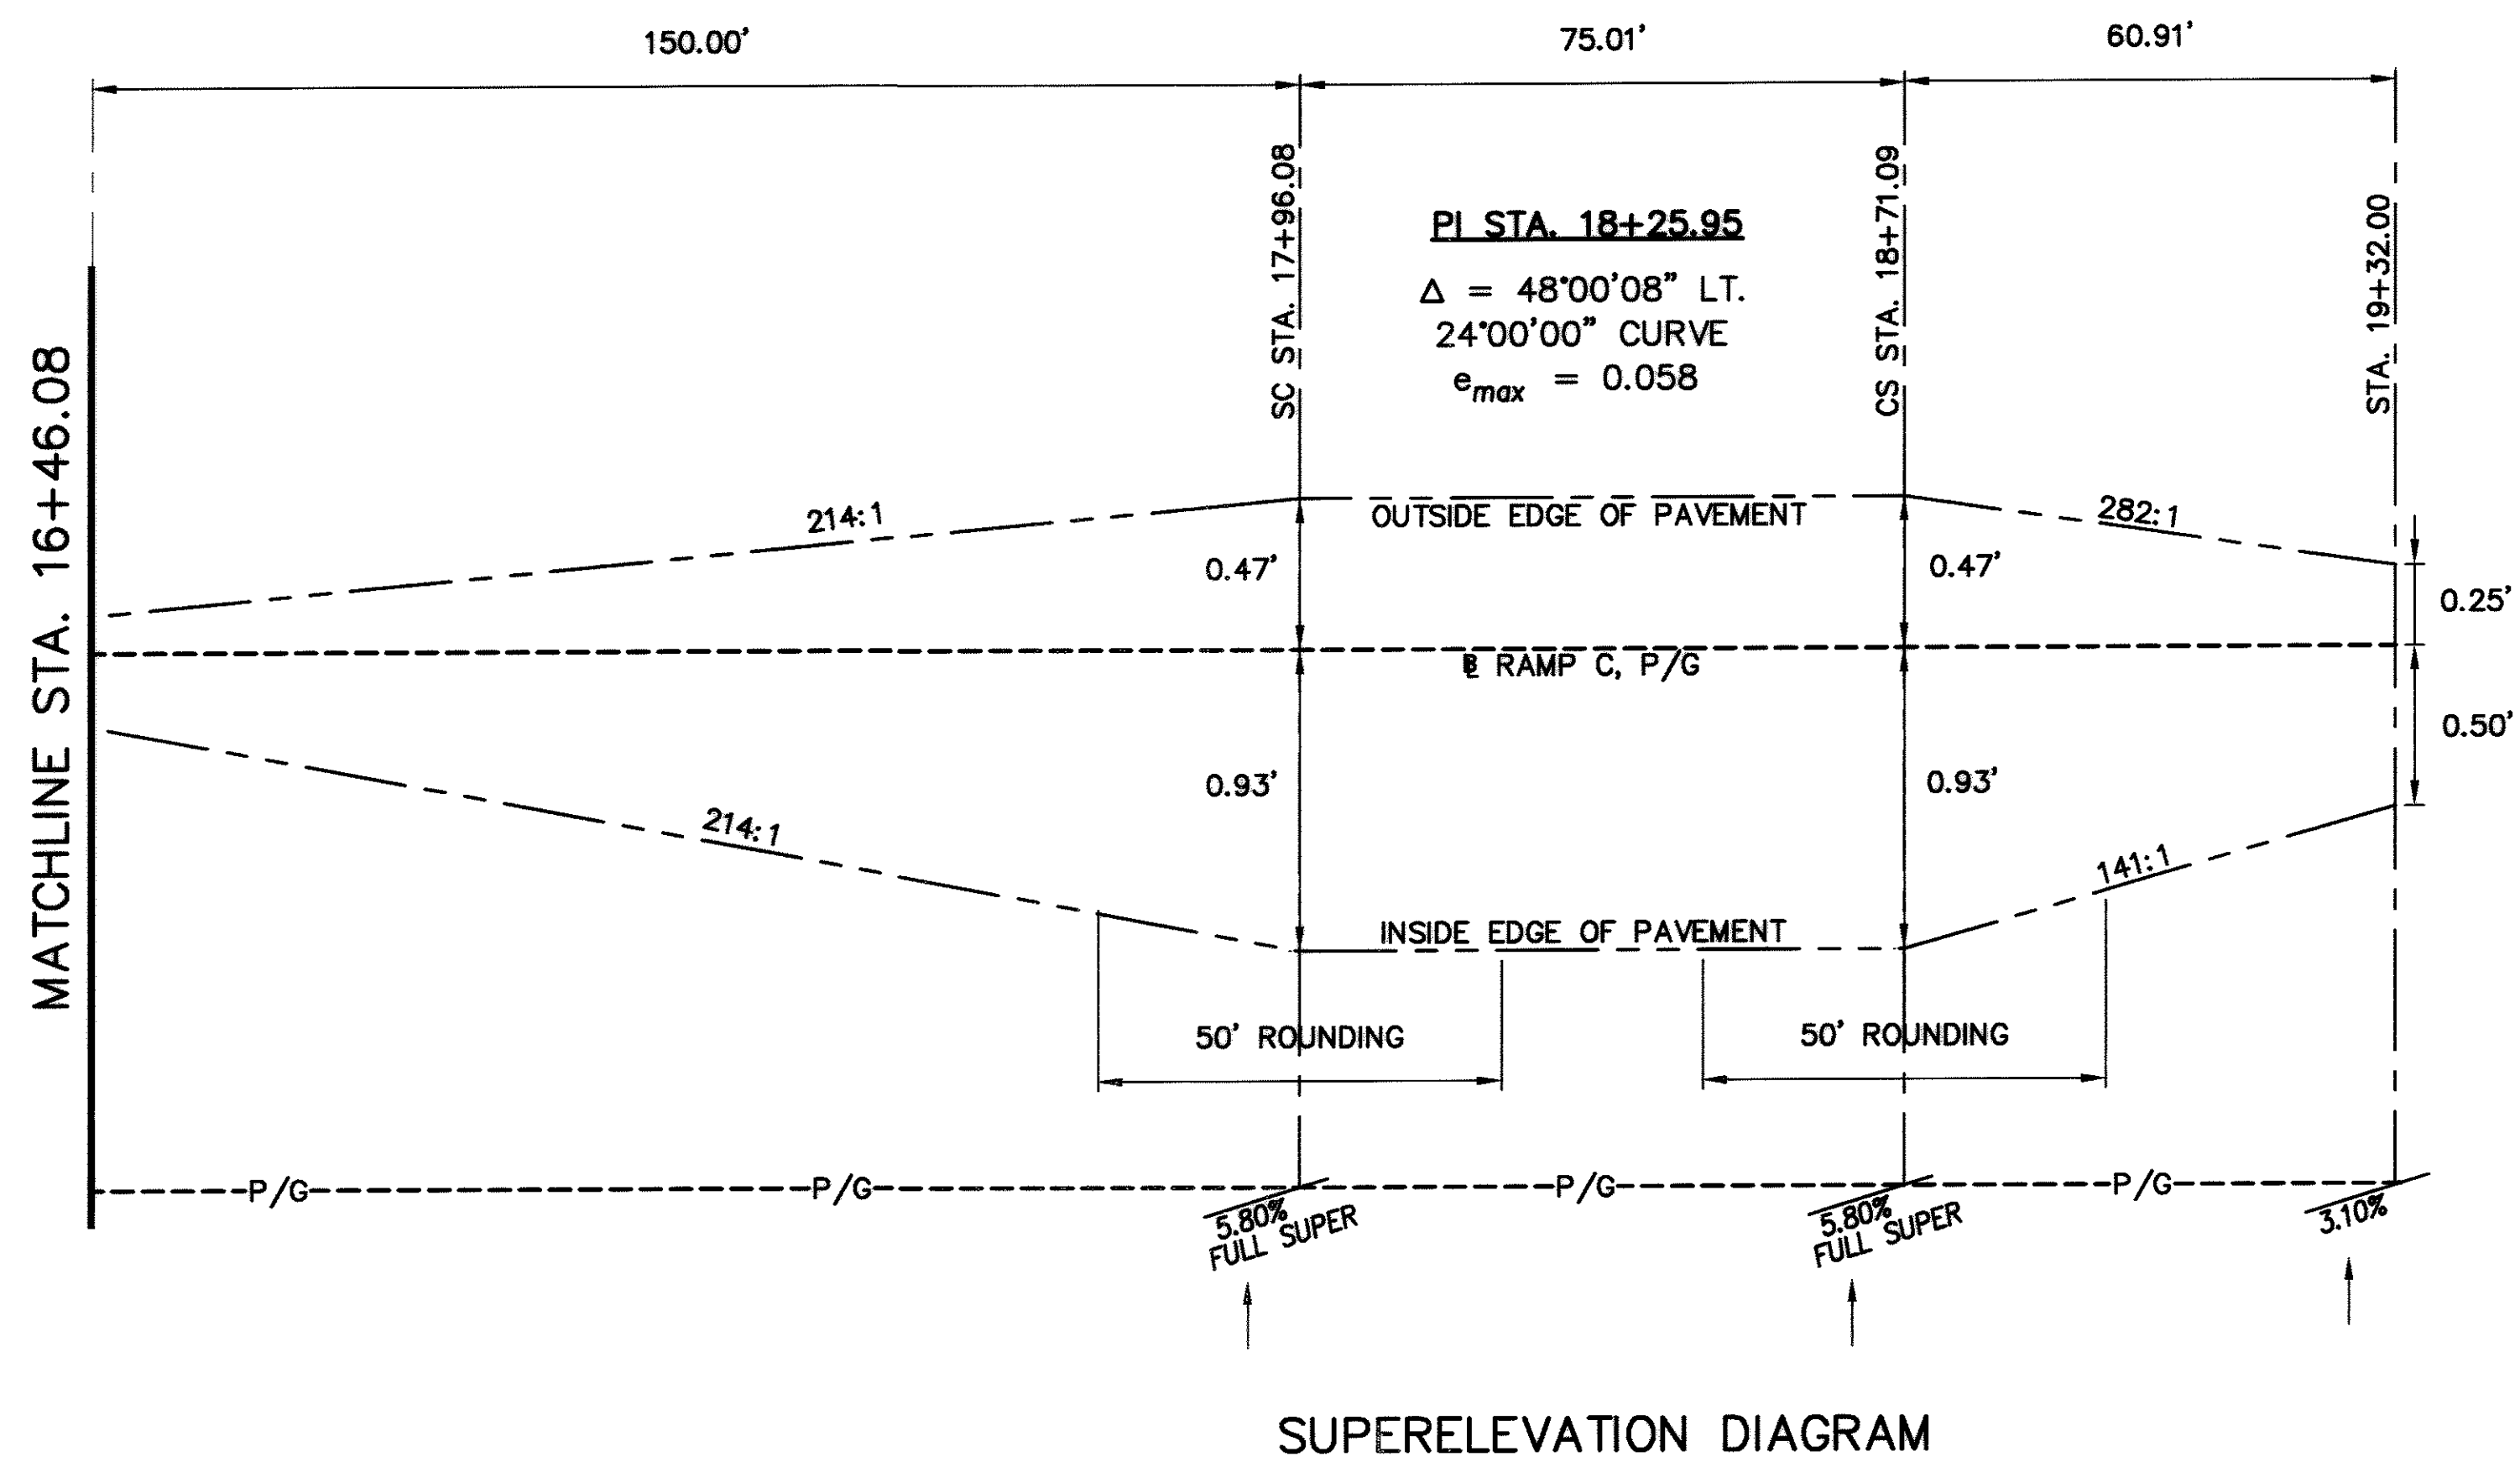 150.00'
75.01'
60.91'
MATCHLINE STA. 16+46.08
SC STA. 17+96.08
PI STA. 18+25.95
Δ = 48°00'08" LT.
24°00'00" CURVE
emax = 0.058
CS STA. 18+71.09
STA. 19+32.00
214:1
OUTSIDE EDGE OF PAVEMENT
282:1
0.47'
0.47'
0.25'
℄ RAMP C, P/G
0.50'
0.93'
0.93'
214:1
141:1
INSIDE EDGE OF PAVEMENT
50' ROUNDING
50' ROUNDING
P/G
P/G
P/G
P/G
5.80%
FULL SUPER
5.80%
FULL SUPER
3.10%
SUPERELEVATION DIAGRAM